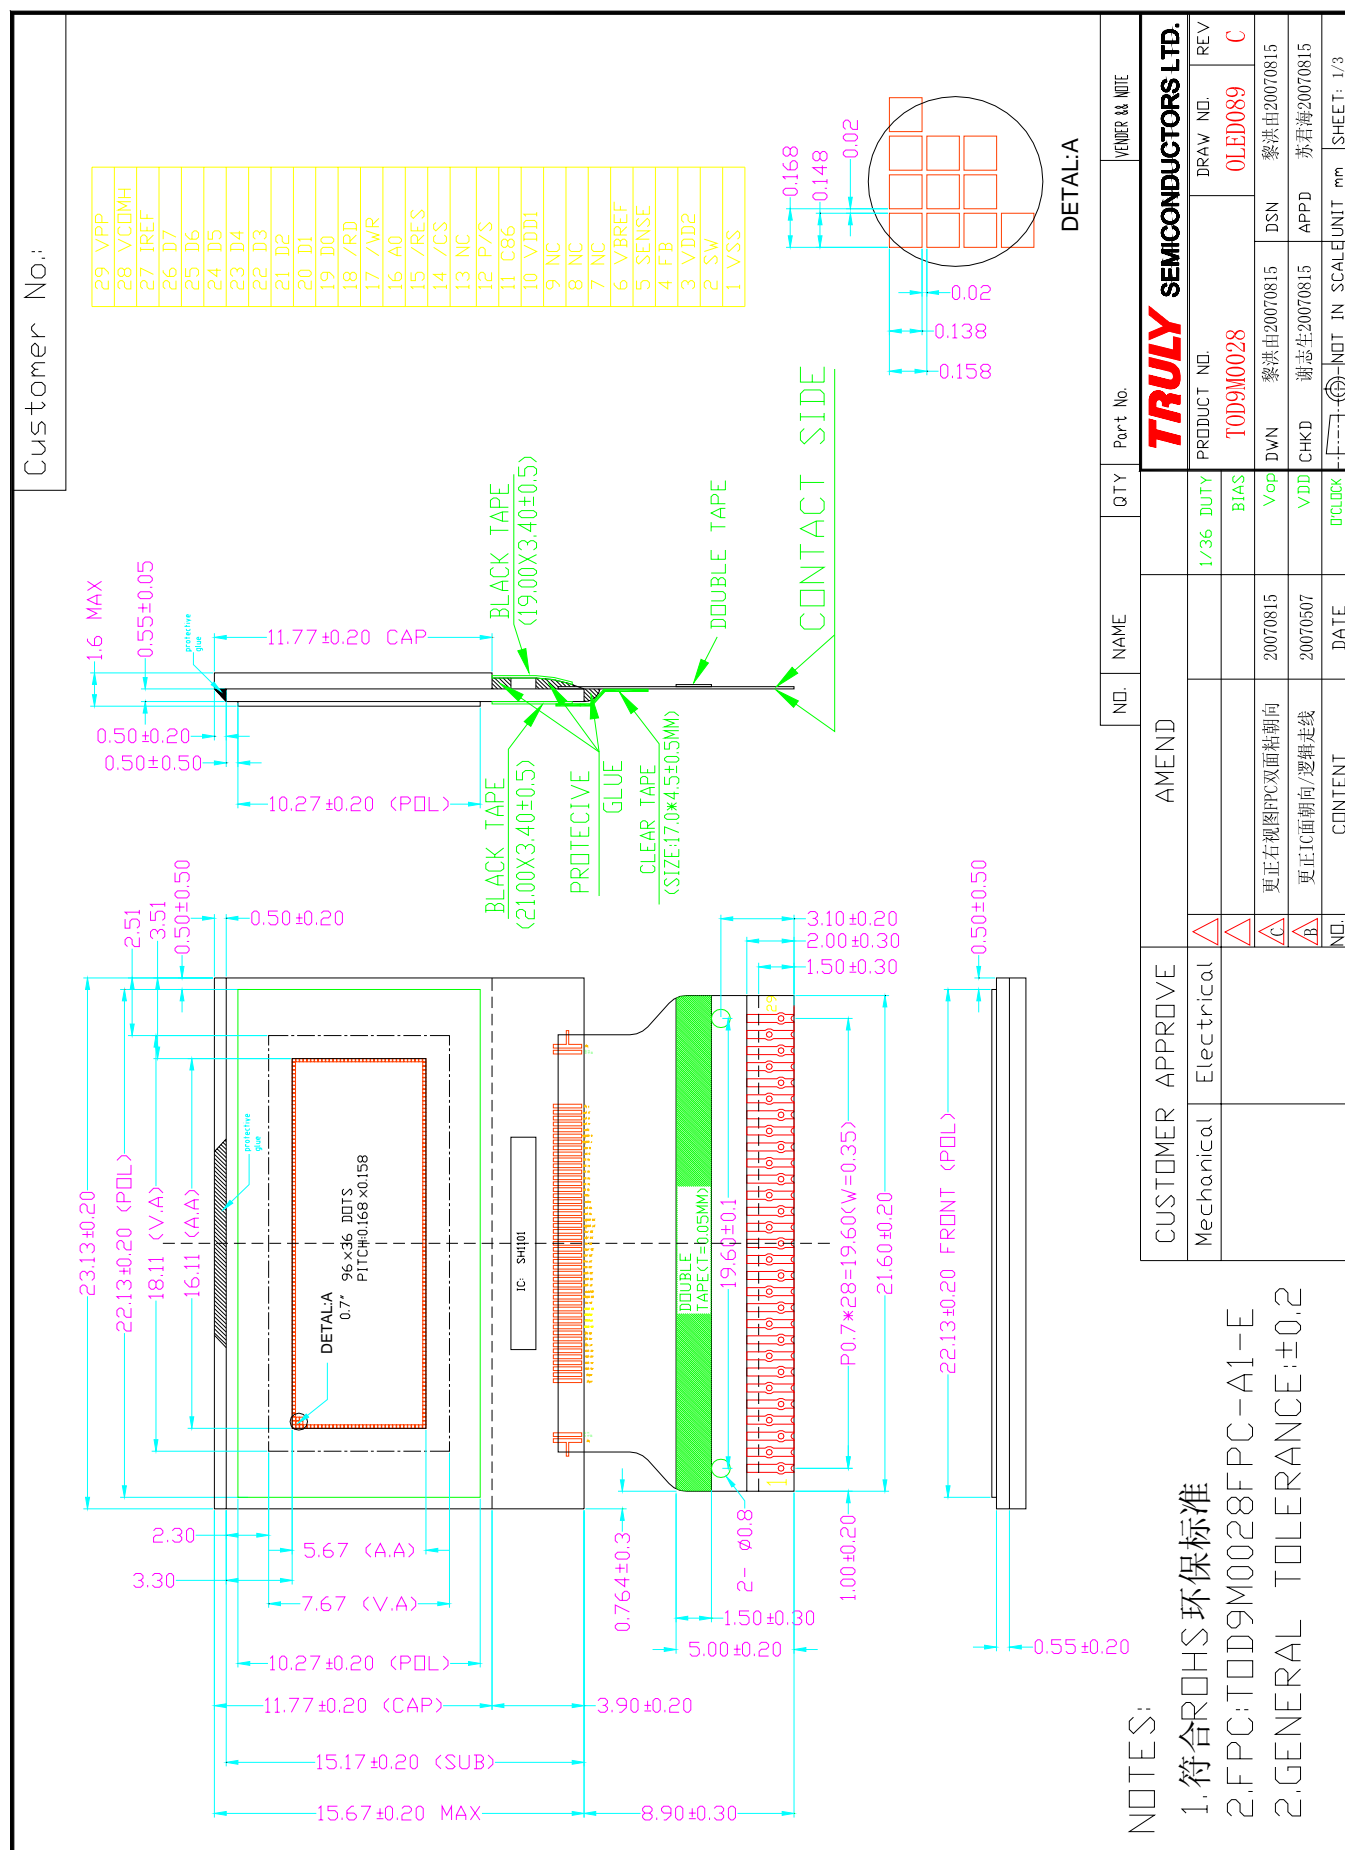 Customer No.:
29 VPP
28 VCOMH
27 IREF
26 D7
25 D6
24 D5
23 D4
22 D3
21 D2
20 D1
19 D0
18 /RD
17 /WR
16 A0
15 /RES
14 /CS
13 NC
12 P/S
11 C86
10 VDD1
9 NC
8 NC
7 NC
6 VBREF
5 SENSE
4 FB
3 VDD2
2 SW
1 VSS
0.168
0.148
0.02
0.02
0.138
0.158
DETAL:A
1.6 MAX
0.55±0.05
protective
glue
11.77±0.20 CAP
0.50±0.20
0.50±0.50
10.27±0.20 (POL)
BLACK TAPE
(19.00X3.40±0.5)
BLACK TAPE
(21.00X3.40±0.5)
PROTECIVE
GLUE
CLEAR TAPE
(SIZE:17.0*4.5±0.5MM)
DOUBLE TAPE
CONTACT SIDE
2.51
3.51
0.50±0.50
0.50±0.20
23.13±0.20
22.13±0.20 (POL)
18.11 (V.A)
16.11 (A.A)
protective
glue
DETAL:A
0.7"
96×36 DOTS
PITCH:0.168×0.158
IC: SH1101
2.30
3.30
5.67 (A.A)
7.67 (V.A)
10.27±0.20 (POL)
11.77±0.20 (CAP)
3.90±0.20
15.17±0.20 (SUB)
15.67±0.20 MAX
8.90±0.30
3.10±0.20
2.00±0.30
1.50±0.30
29
1
DOUBLE
TAPE(T=0.05MM)
19.60±0.1
P0.7*28=19.60(W=0.35)
21.60±0.20
0.764±0.3
2- ø0.8
1.50±0.30
5.00±0.20
1.00±0.20
0.50±0.50
22.13±0.20 FRONT (POL)
0.55±0.20
NOTES:
1.符合ROHS环保标准
2.FPC:TOD9M0028FPC-A1-E
2.GENERAL TOLERANCE:±0.2
NO. NAME QTY Part No. VENDER && NOTE
CUSTOMER APPROVE
Mechanical Electrical
AMEND
C 更正右视图FPC双面粘朝向 20070815
B 更正IC面朝向/逻辑走线 20070507
NO. CONTENT DATE
1/36 DUTY
BIAS
Vop
VDD
O'CLOCK
TRULY SEMICONDUCTORS LTD.
PRODUCT NO. DRAW NO. REV
TOD9M0028 OLED089 C
DWN 黎洪由20070815 DSN 黎洪由20070815
CHKD 谢志生20070815 APPD 苏君海20070815
NOT IN SCALE UNIT mm SHEET: 1/3